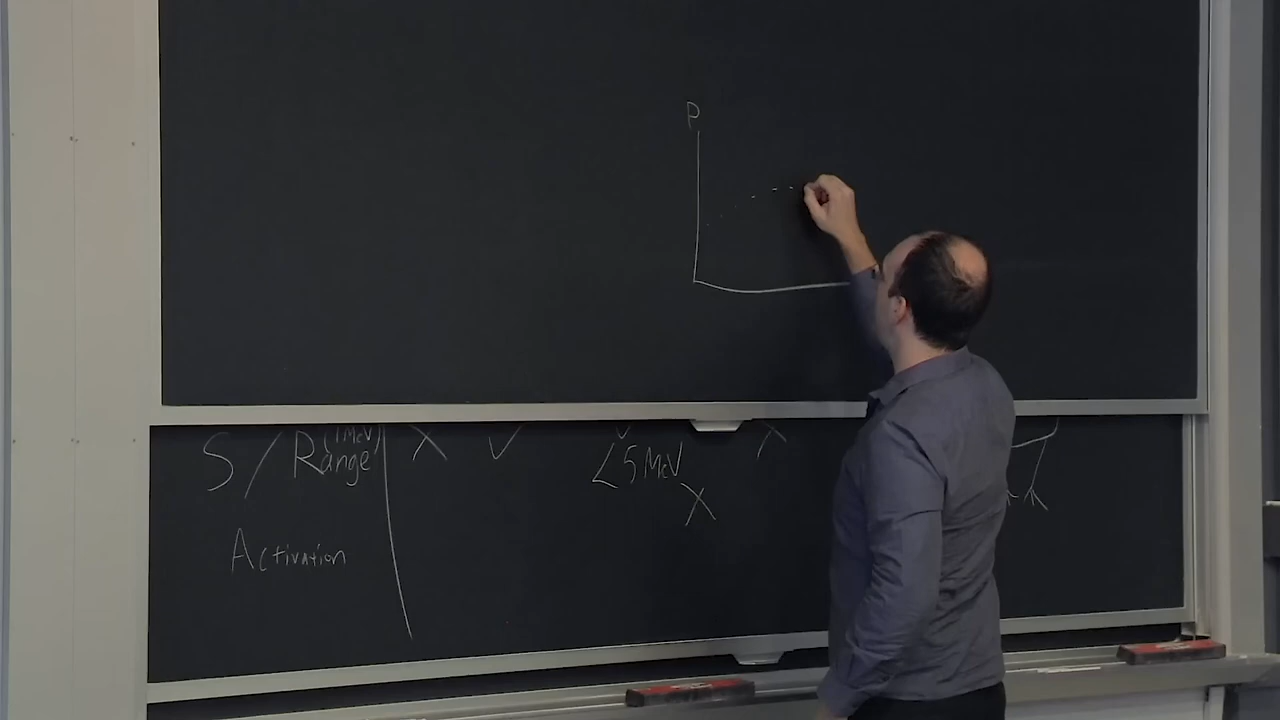 P
(1 MeV)
S / Range X ✓ <5 MeV X
X
Activation